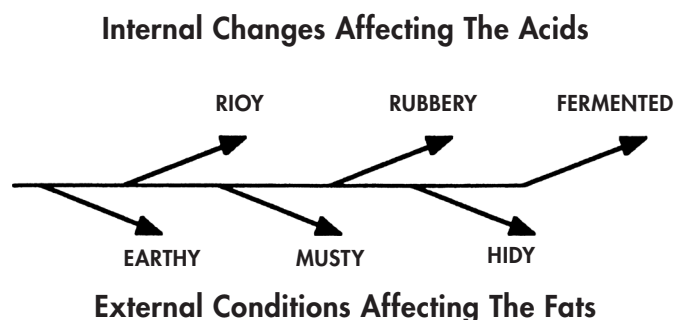 Internal Changes Affecting The Acids
RIOY RUBBERY FERMENTED
EARTHY MUSTY HIDY
External Conditions Affecting The Fats